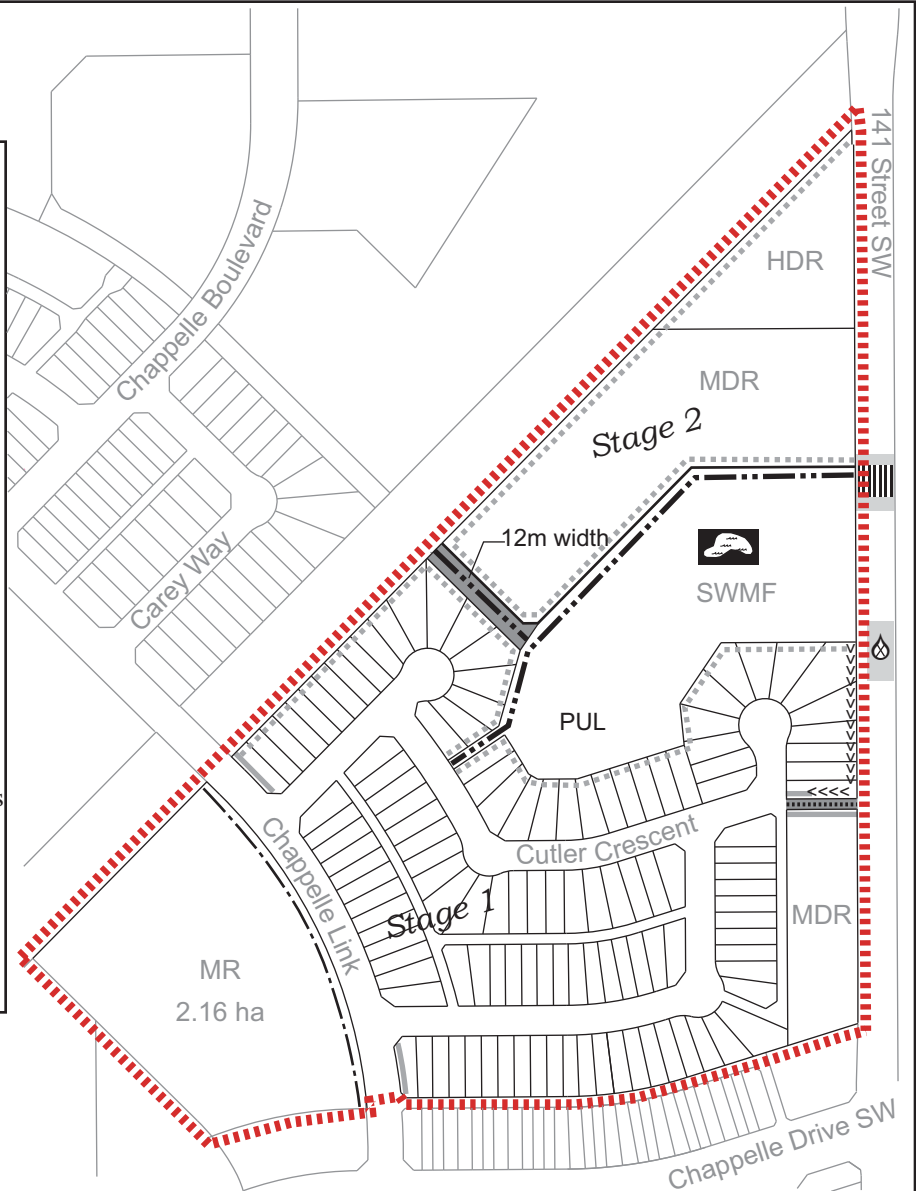 141 Street SW
Chappelle Boulevard
HDR
MDR
Stage 2
12m width
Carey Way
SWMF
PUL
s
<<<<
Chappelle Link
Cutler Crescent
Stage 1
MDR
MR
2.16 ha
Chappelle Drive SW